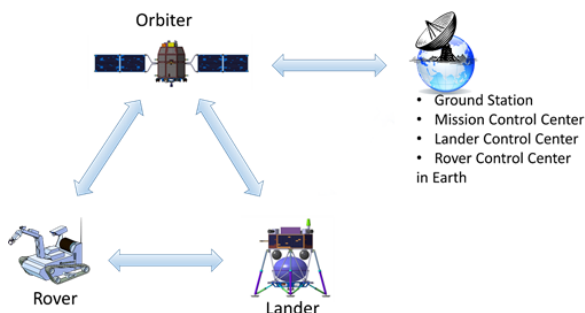 Orbiter
• Ground Station
• Mission Control Center
• Lander Control Center
• Rover Control Center
in Earth
Rover
Lander